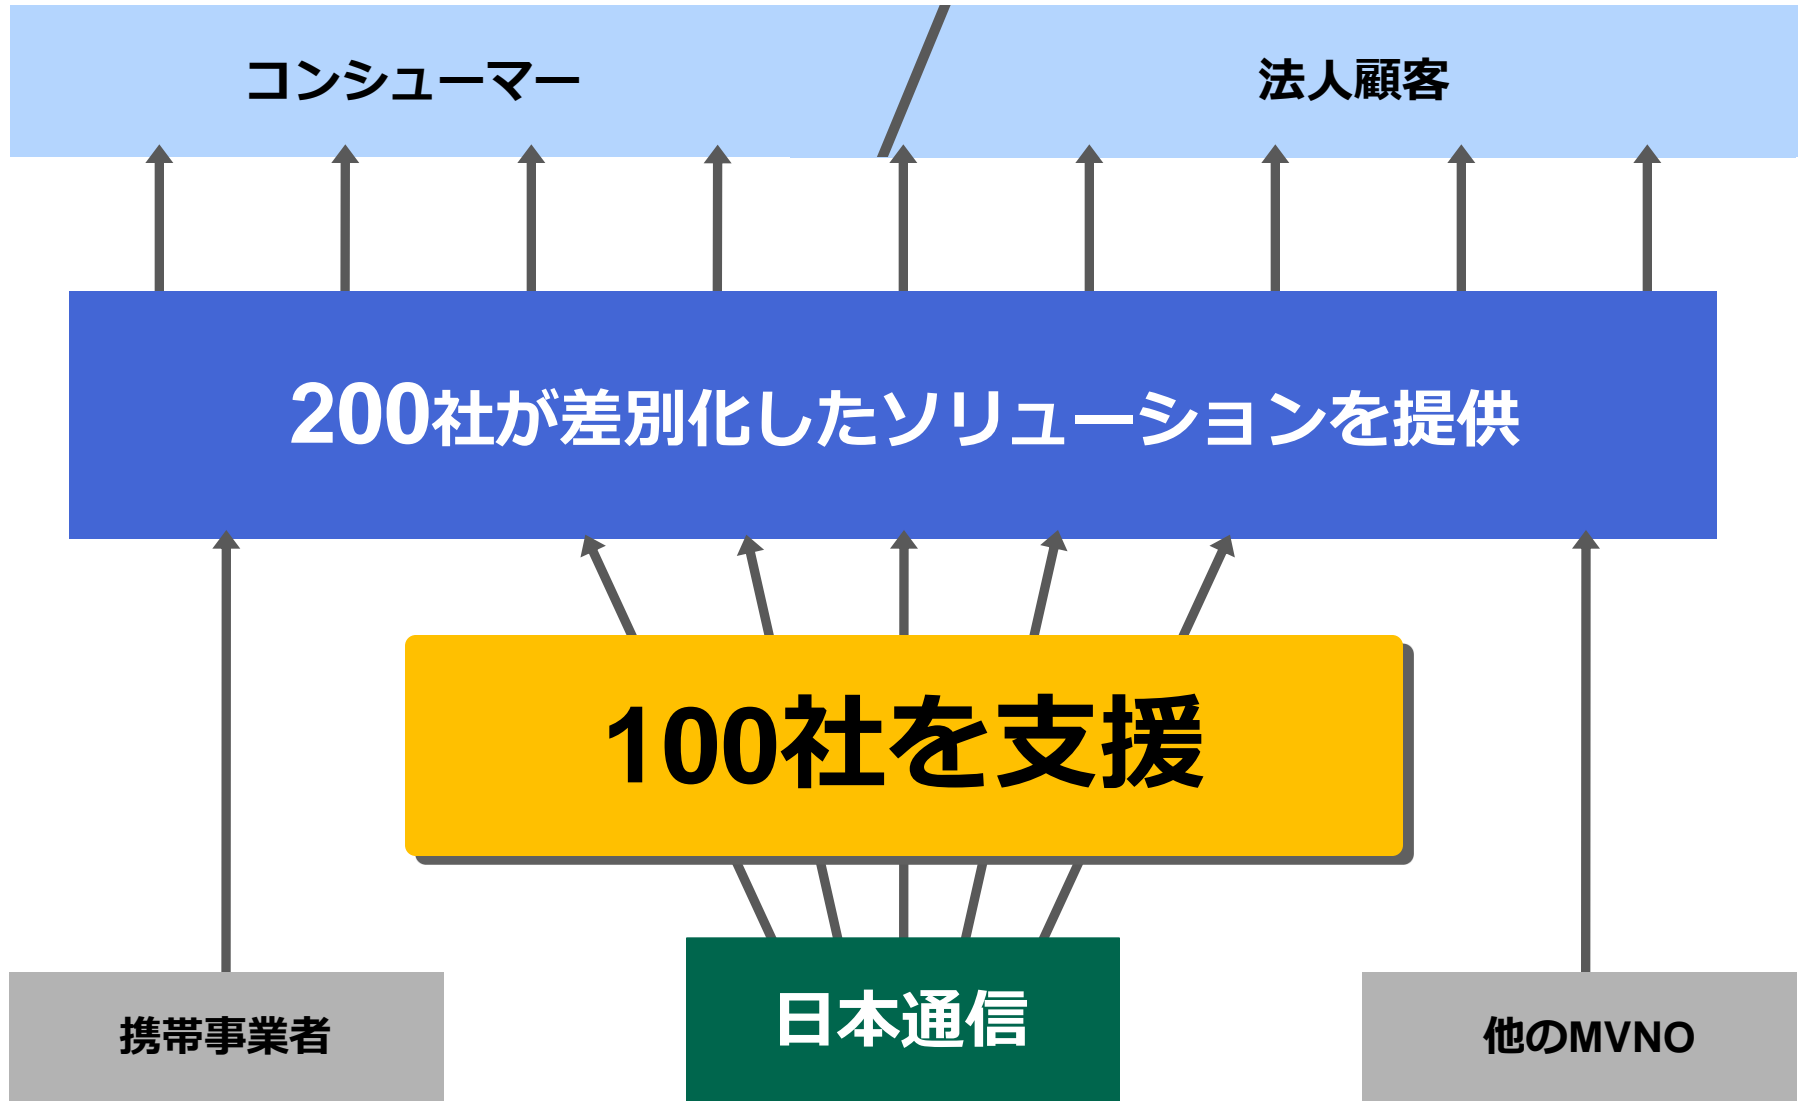 コンシューマー
法人顧客
200社が差別化したソリューションを提供
100社を支援
日本通信
携帯事業者
他のMVNO